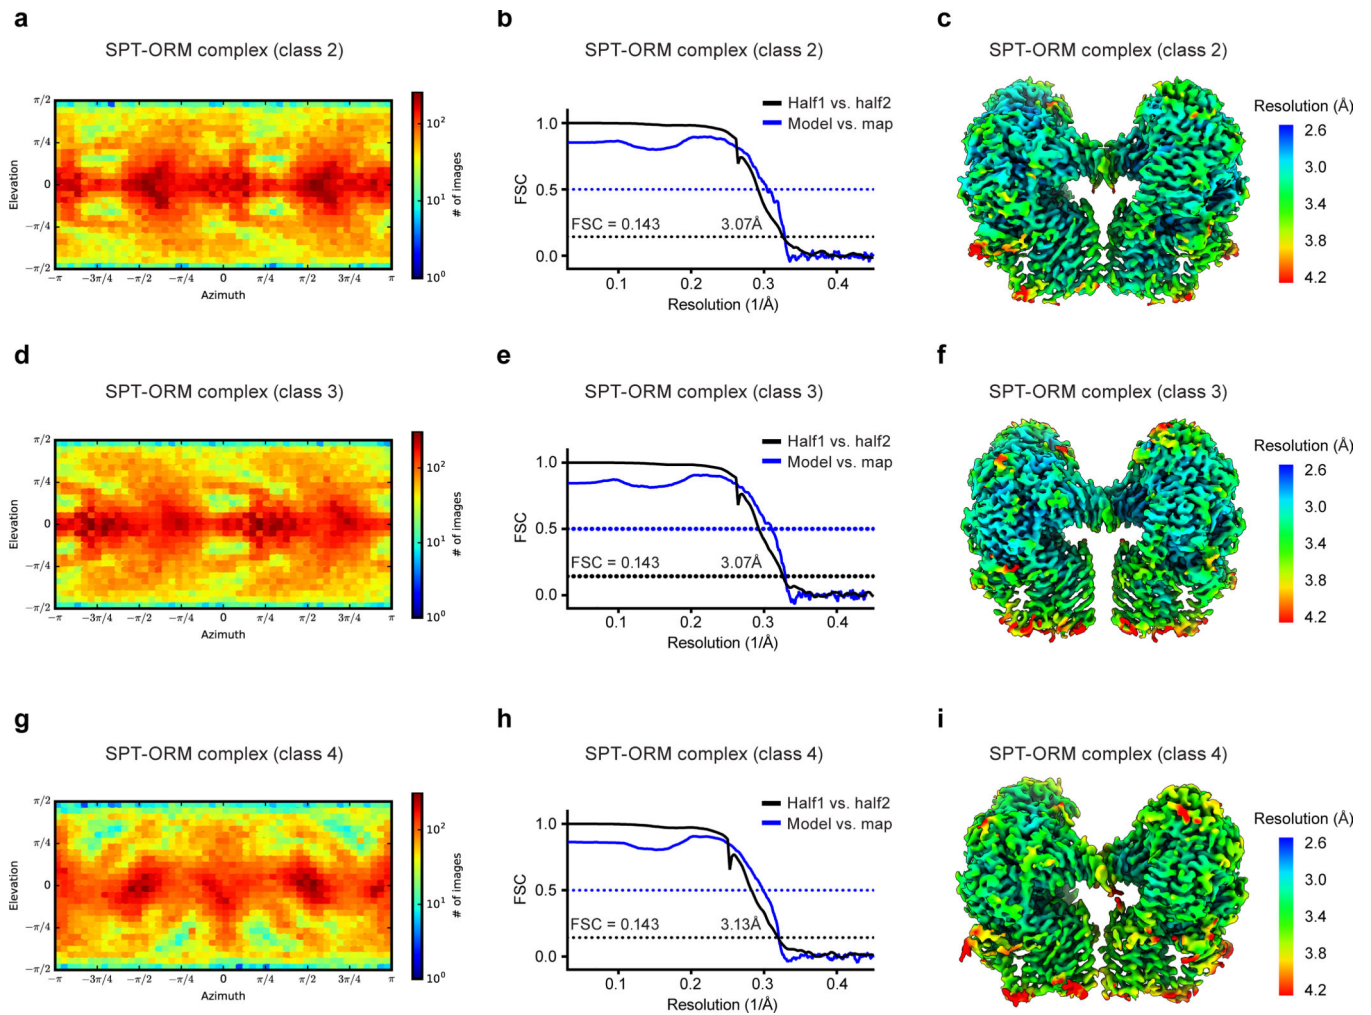 a
SPT-ORM complex (class 2)
π/2
π/4
0
−π/4
−π/2
Elevation
−π
−3π/4
−π/2
−π/4
0
π/4
π/2
3π/4
π
Azimuth
10²
10¹
10⁰
# of images
b
SPT-ORM complex (class 2)
Half1 vs. half2
Model vs. map
1.0
0.5
0.0
FSC
FSC = 0.143
3.07Å
0.1
0.2
0.3
0.4
Resolution (1/Å)
c
SPT-ORM complex (class 2)
Resolution (Å)
2.6
3.0
3.4
3.8
4.2
d
SPT-ORM complex (class 3)
π/2
π/4
0
−π/4
−π/2
Elevation
−π
−3π/4
−π/2
−π/4
0
π/4
π/2
3π/4
π
Azimuth
10²
10¹
10⁰
# of images
e
SPT-ORM complex (class 3)
Half1 vs. half2
Model vs. map
1.0
0.5
0.0
FSC
FSC = 0.143
3.07Å
0.1
0.2
0.3
0.4
Resolution (1/Å)
f
SPT-ORM complex (class 3)
Resolution (Å)
2.6
3.0
3.4
3.8
4.2
g
SPT-ORM complex (class 4)
π/2
π/4
0
−π/4
−π/2
Elevation
−π
−3π/4
−π/2
−π/4
0
π/4
π/2
3π/4
π
Azimuth
10²
10¹
10⁰
# of images
h
SPT-ORM complex (class 4)
Half1 vs. half2
Model vs. map
1.0
0.5
0.0
FSC
FSC = 0.143
3.13Å
0.1
0.2
0.3
0.4
Resolution (1/Å)
i
SPT-ORM complex (class 4)
Resolution (Å)
2.6
3.0
3.4
3.8
4.2